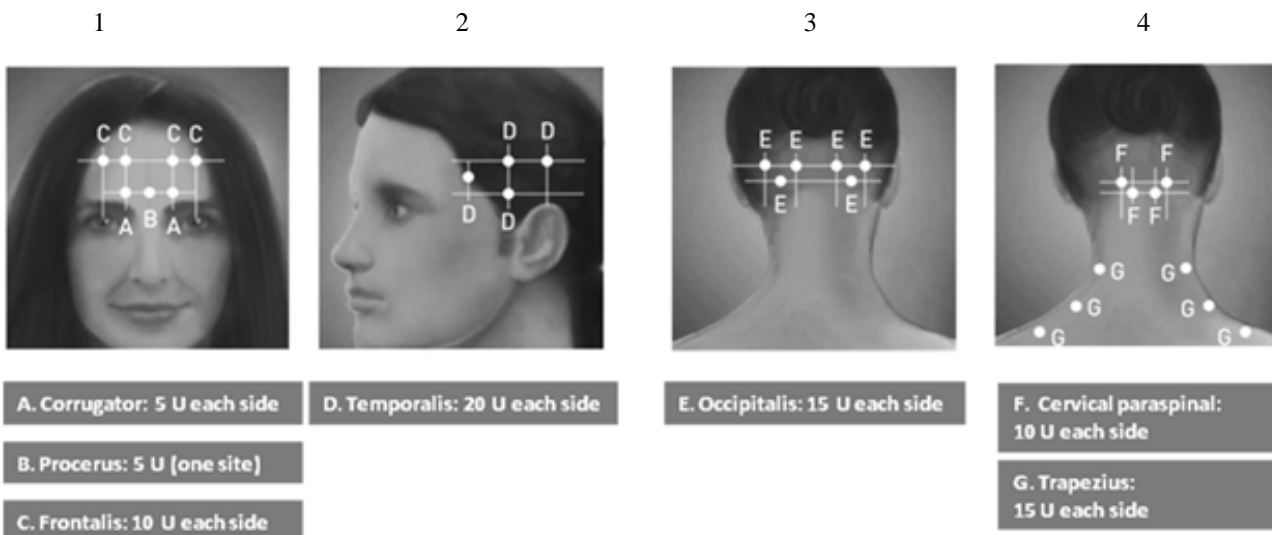 1 2 3 4
C C C C
A B A
D D
D D
E E E E
E E
F F
F F
G G
G G
G G
A. Corrugator: 5 U each side
B. Procerus: 5 U (one site)
C. Frontalis: 10 U each side
D. Temporalis: 20 U each side
E. Occipitalis: 15 U each side
F. Cervical paraspinal:
10 U each side
G. Trapezius:
15 U each side